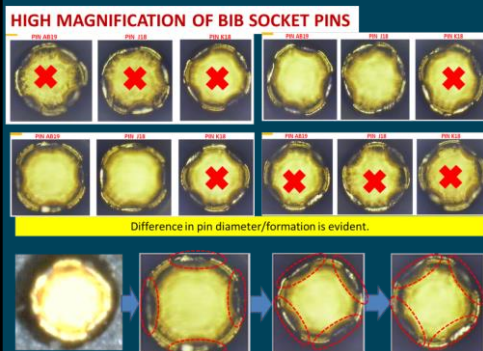 HIGH MAGNIFICATION OF BIB SOCKET PINS
PIN AB19 PIN J18 PIN K18 PIN AB19 PIN J18 PIN K18
PIN AB19 PIN J18 PIN K18 PIN AB19 PIN J18 PIN K18
Difference in pin diameter/formation is evident.